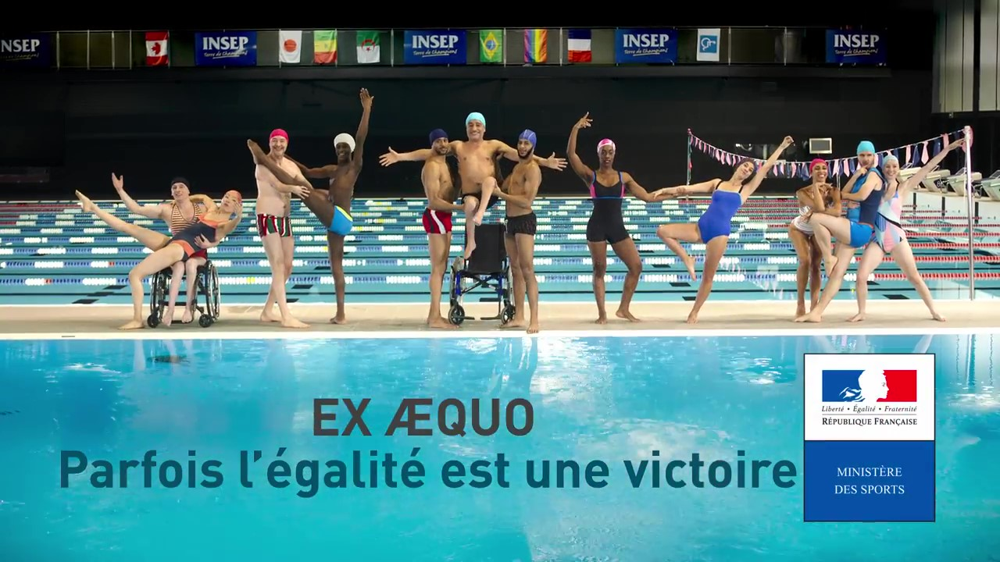 INSEP
INSEP
Terre de Champions
INSEP
Terre de Champions
INSEP
Terre de Champions
INSEP
Terre de Champions
EX ÆQUO
Parfois l'égalité est une victoire
Liberté • Égalité • Fraternité
RÉPUBLIQUE FRANÇAISE
MINISTÈRE
DES SPORTS